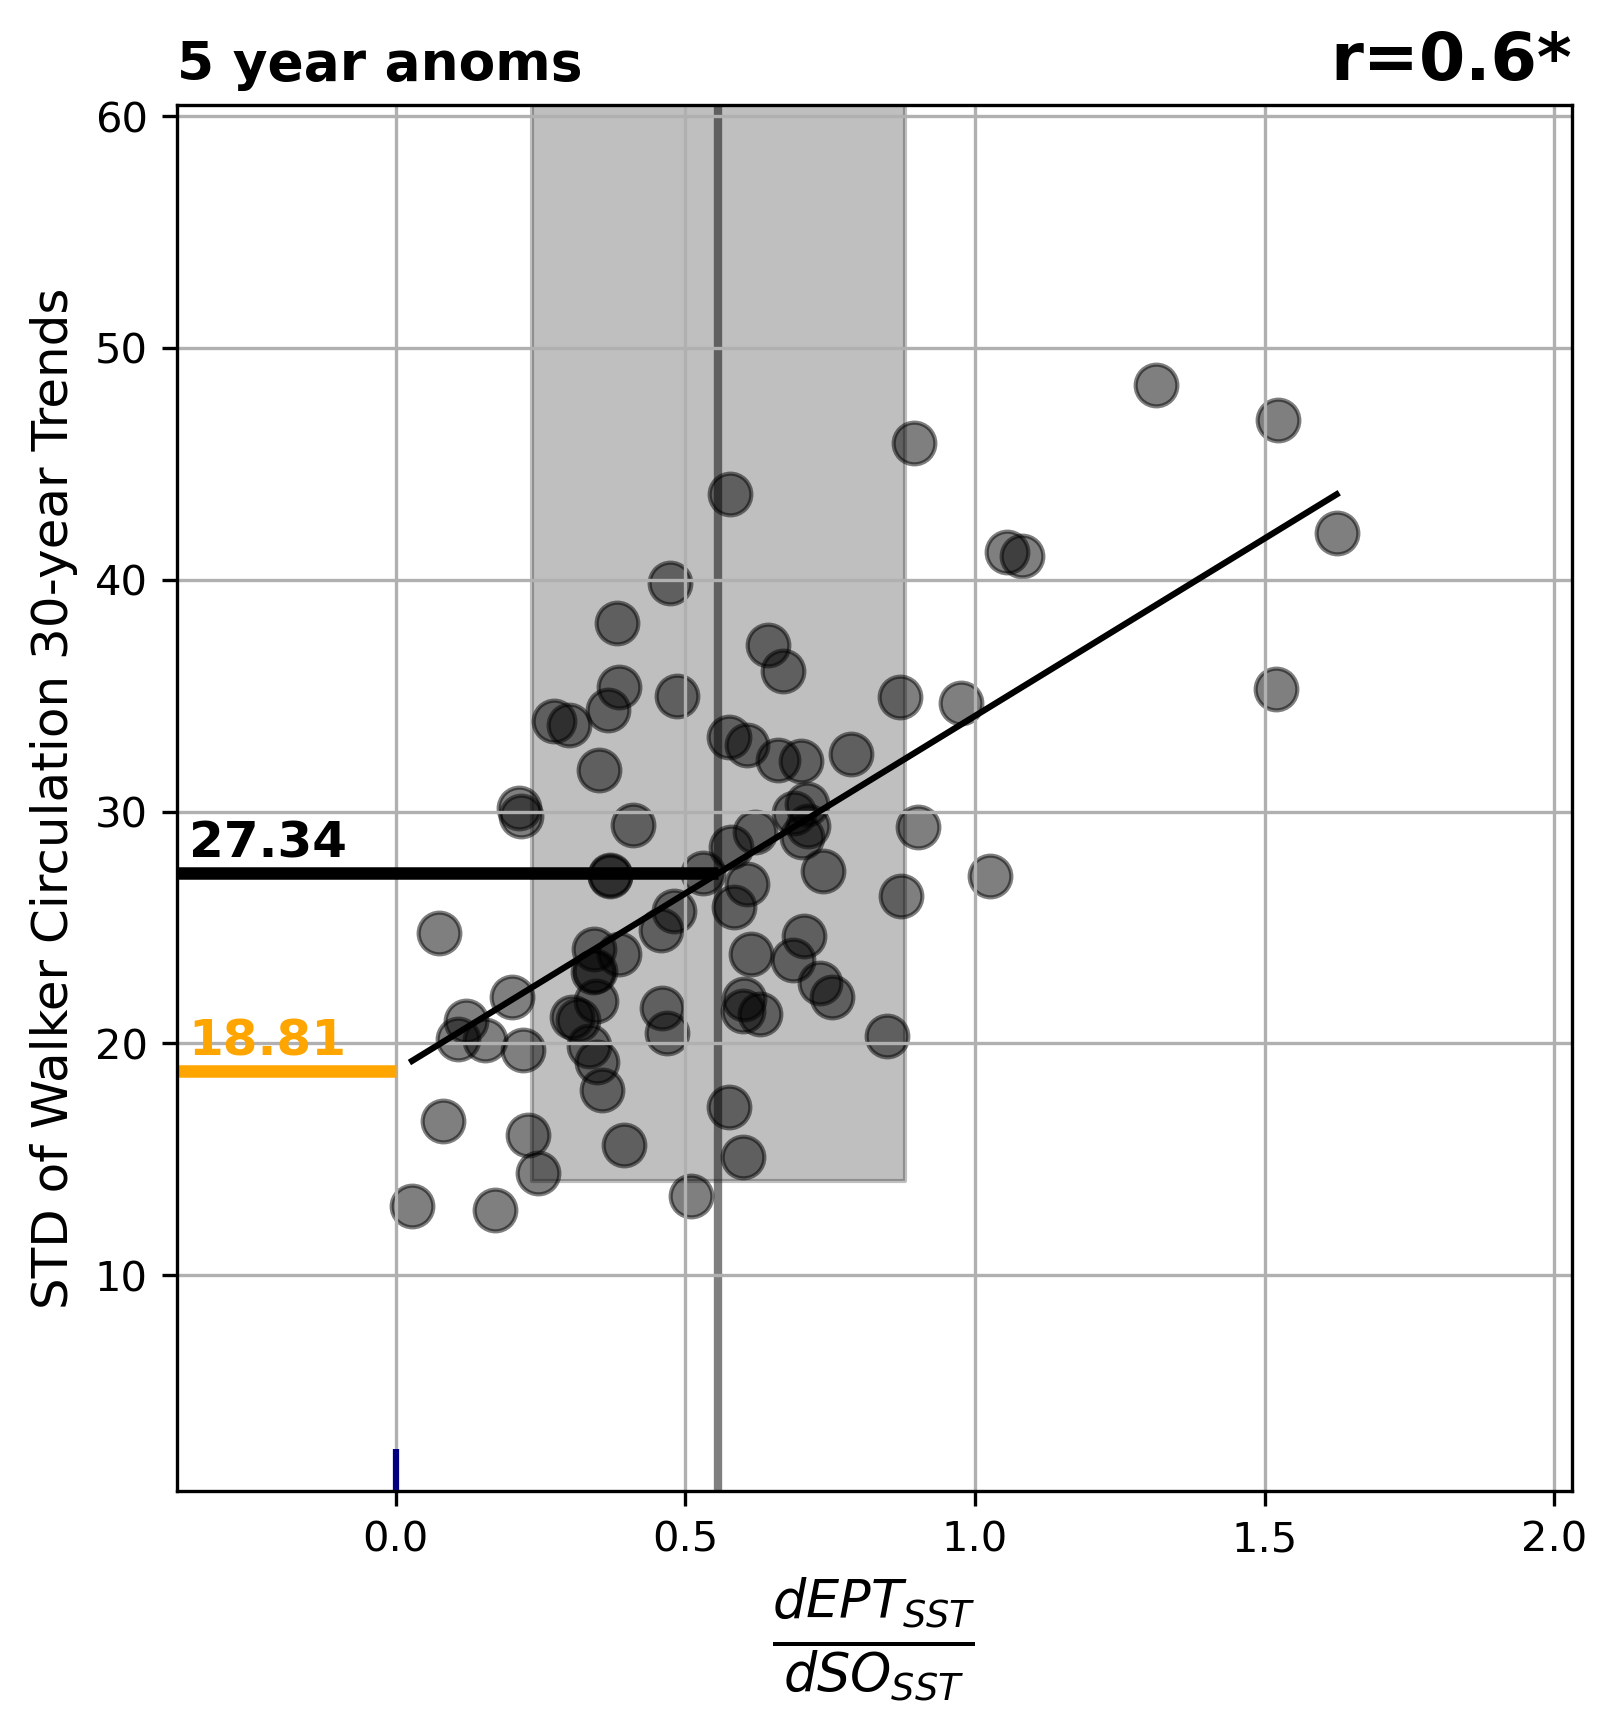 5 year anoms
r=0.6*
STD of Walker Circulation 30-year Trends
60
50
40
30
20
10
27.34
18.81
0.0
0.5
1.0
1.5
2.0
dEPT_SST
dSO_SST